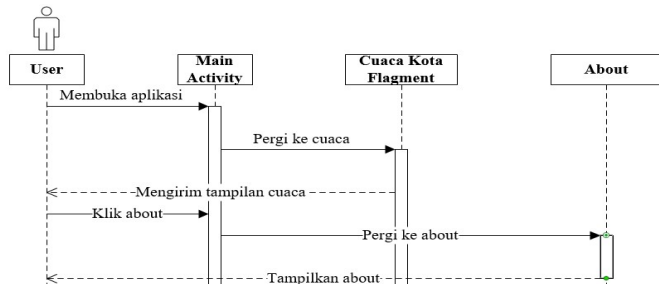 User
Main
Activity
Cuaca Kota
Flagment
About
Membuka aplikasi
Pergi ke cuaca
Mengirim tampilan cuaca
Klik about
Pergi ke about
Tampilkan about